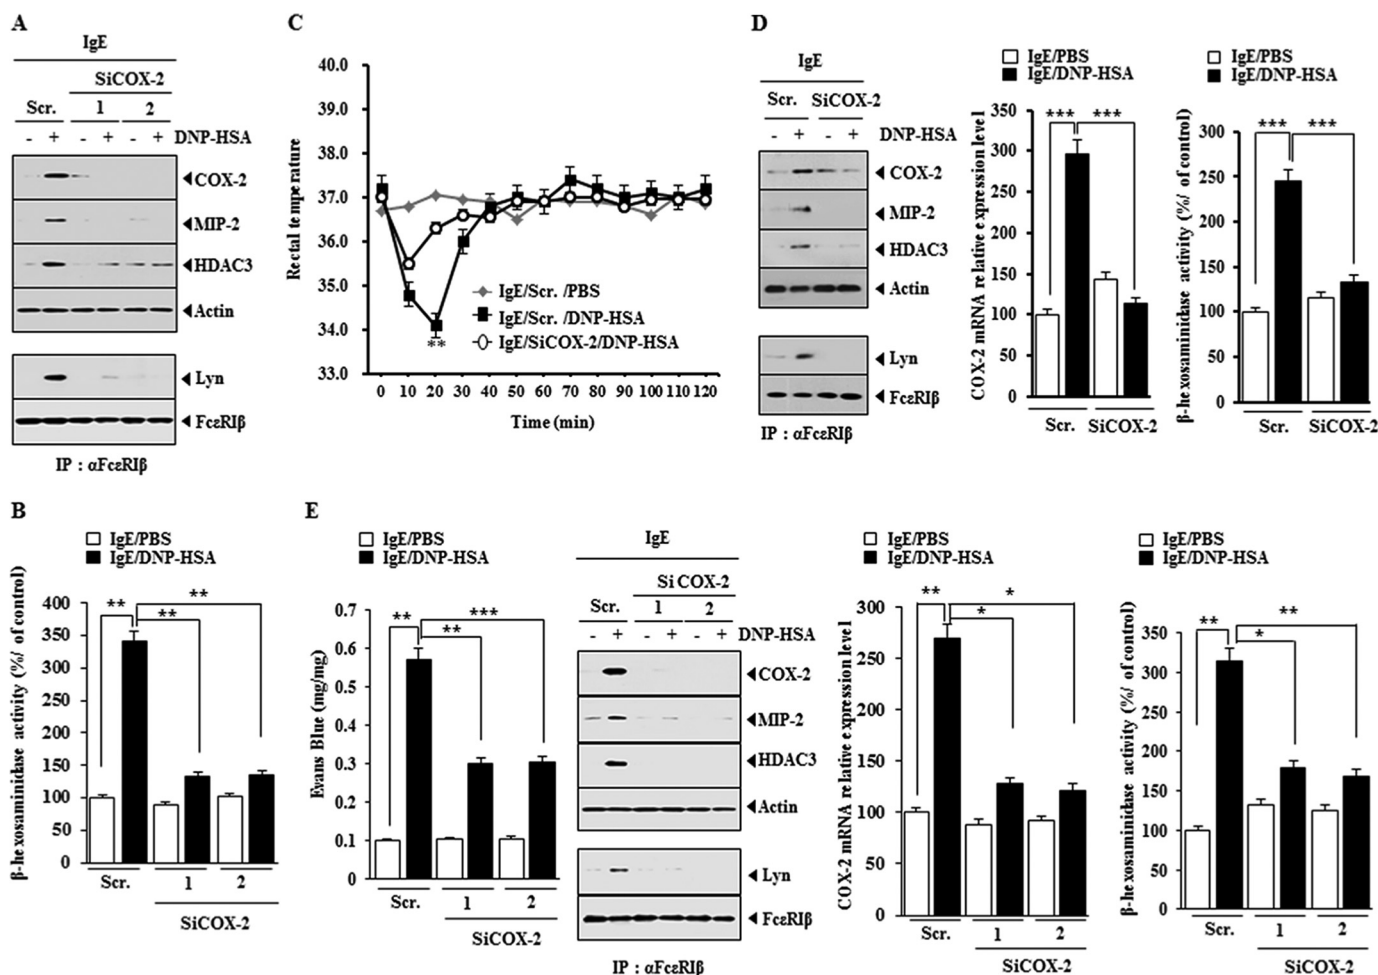 A
IgE
SiCOX-2
Scr. 1 2
- + - + - + DNP-HSA
COX-2
MIP-2
HDAC3
Actin
Lyn
FcεRIβ
IP : αFcεRIβ
C
Rectal temperature
40.0
39.0
38.0
37.0
36.0
35.0
34.0
33.0
IgE/Scr. /PBS
IgE/Scr. /DNP-HSA
IgE/SiCOX-2/DNP-HSA
**
0 10 20 30 40 50 60 70 80 90 100 110 120
Time (min)
D
IgE
Scr. SiCOX-2
- + - + DNP-HSA
COX-2
MIP-2
HDAC3
Actin
Lyn
FcεRIβ
IP : αFcεRIβ
IgE/PBS
IgE/DNP-HSA
COX-2 mRNA relative expression level
350
300
250
200
150
100
50
0
*** ***
Scr. SiCOX-2
IgE/PBS
IgE/DNP-HSA
β-hexosaminidase activity (%/ of control)
300
250
200
150
100
50
0
*** ***
Scr. SiCOX-2
B
IgE/PBS
IgE/DNP-HSA
β-hexosaminidase activity (%/ of control)
400
350
300
250
200
150
100
50
0
** ** **
Scr. 1 2
SiCOX-2
E
IgE/PBS
IgE/DNP-HSA
Evans Blue (mg/mg)
0.7
0.6
0.5
0.4
0.3
0.2
0.1
0
** ** ***
Scr. 1 2
SiCOX-2
IgE
Si COX-2
Scr. 1 2
- + - + - + DNP-HSA
COX-2
MIP-2
HDAC3
Actin
Lyn
FcεRIβ
IP : αFcεRIβ
IgE/PBS
IgE/DNP-HSA
COX-2 mRNA relative expression level
300
250
200
150
100
50
0
** * *
Scr. 1 2
SiCOX-2
IgE/PBS
IgE/DNP-HSA
β-hexosaminidase activity (%/ of control)
350
300
250
200
150
100
50
0
** * **
Scr. 1 2
SiCOX-2